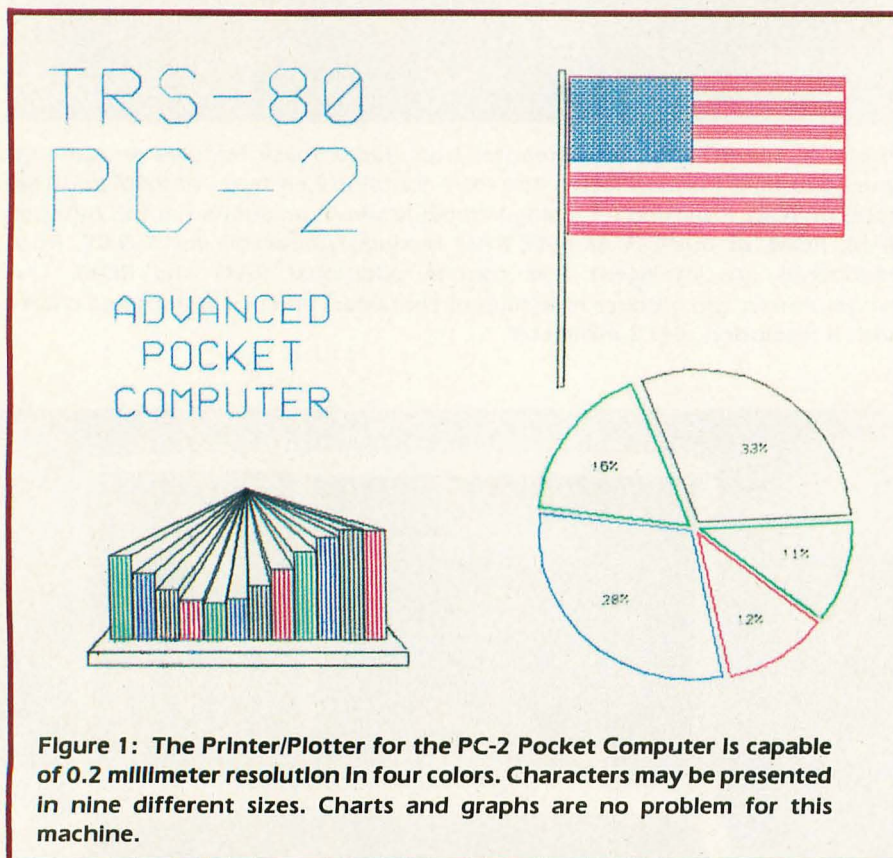 TRS-80
PC-2
ADVANCED
POCKET
COMPUTER
33%
16%
11%
28%
12%
Figure 1: The Printer/Plotter for the PC-2 Pocket Computer is capable
of 0.2 millimeter resolution in four colors. Characters may be presented
in nine different sizes. Charts and graphs are no problem for this
machine.